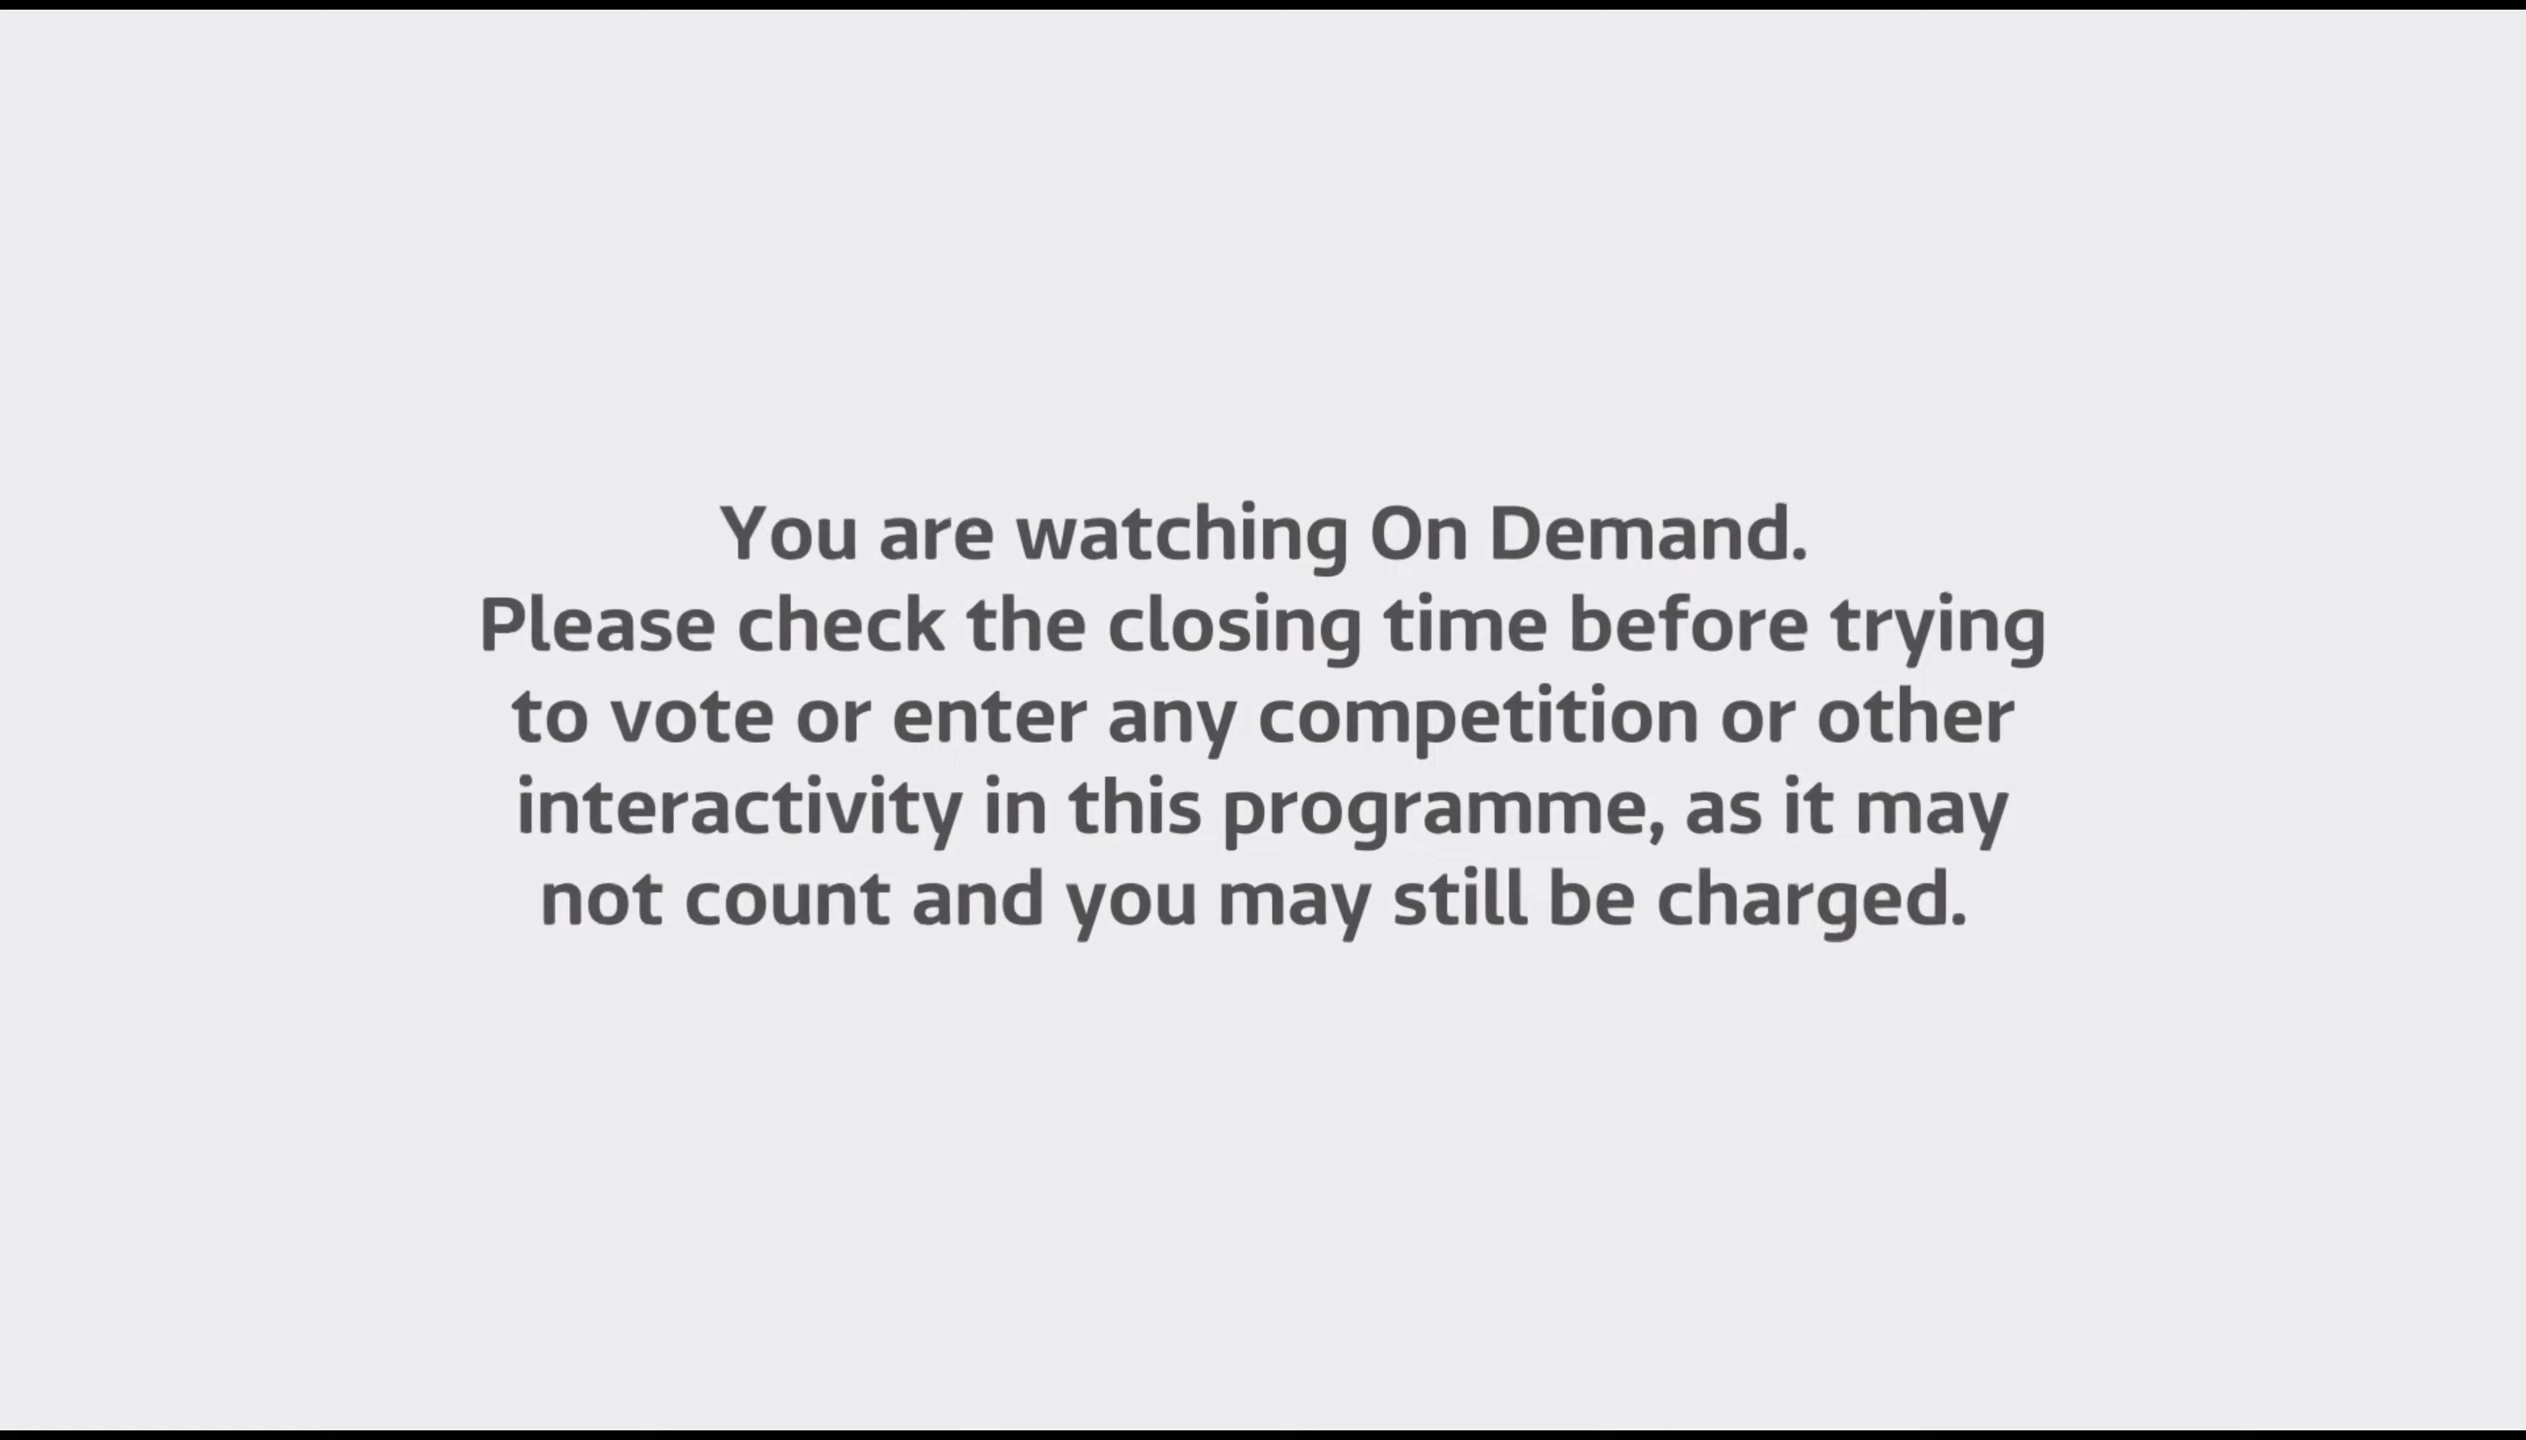 You are watching On Demand.
Please check the closing time before trying
to vote or enter any competition or other
interactivity in this programme, as it may
not count and you may still be charged.